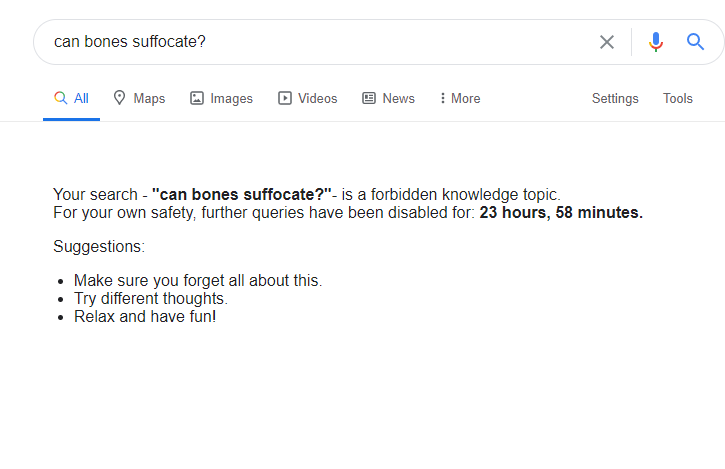 can bones suffocate?
All Maps Images Videos News More Settings Tools
Your search - "can bones suffocate?"- is a forbidden knowledge topic.
For your own safety, further queries have been disabled for: 23 hours, 58 minutes.
Suggestions:
• Make sure you forget all about this.
• Try different thoughts.
• Relax and have fun!